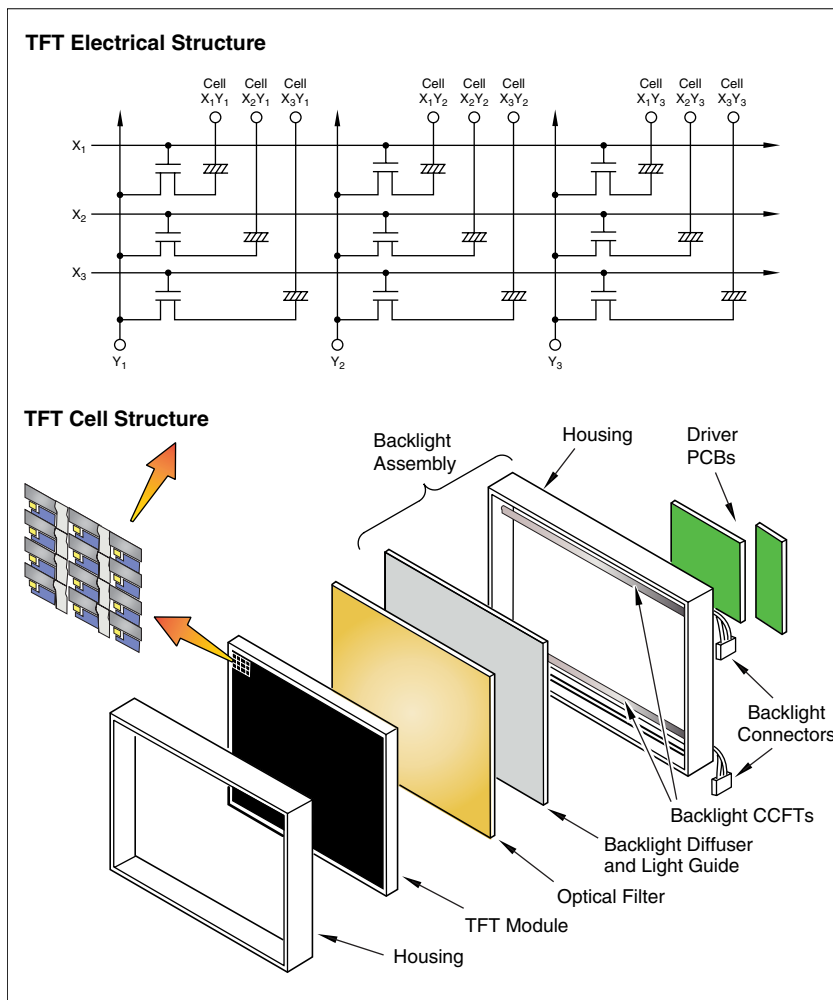 TFT Electrical Structure
Cell Cell Cell Cell Cell Cell Cell Cell Cell
X₁Y₁ X₂Y₁ X₃Y₁ X₁Y₂ X₂Y₂ X₃Y₂ X₁Y₃ X₂Y₃ X₃Y₃
X₁
X₂
X₃
Y₁ Y₂ Y₃
TFT Cell Structure
Backlight
Assembly
Housing
Driver
PCBs
Backlight
Connectors
Backlight CCFTs
Backlight Diffuser
and Light Guide
Optical Filter
TFT Module
Housing